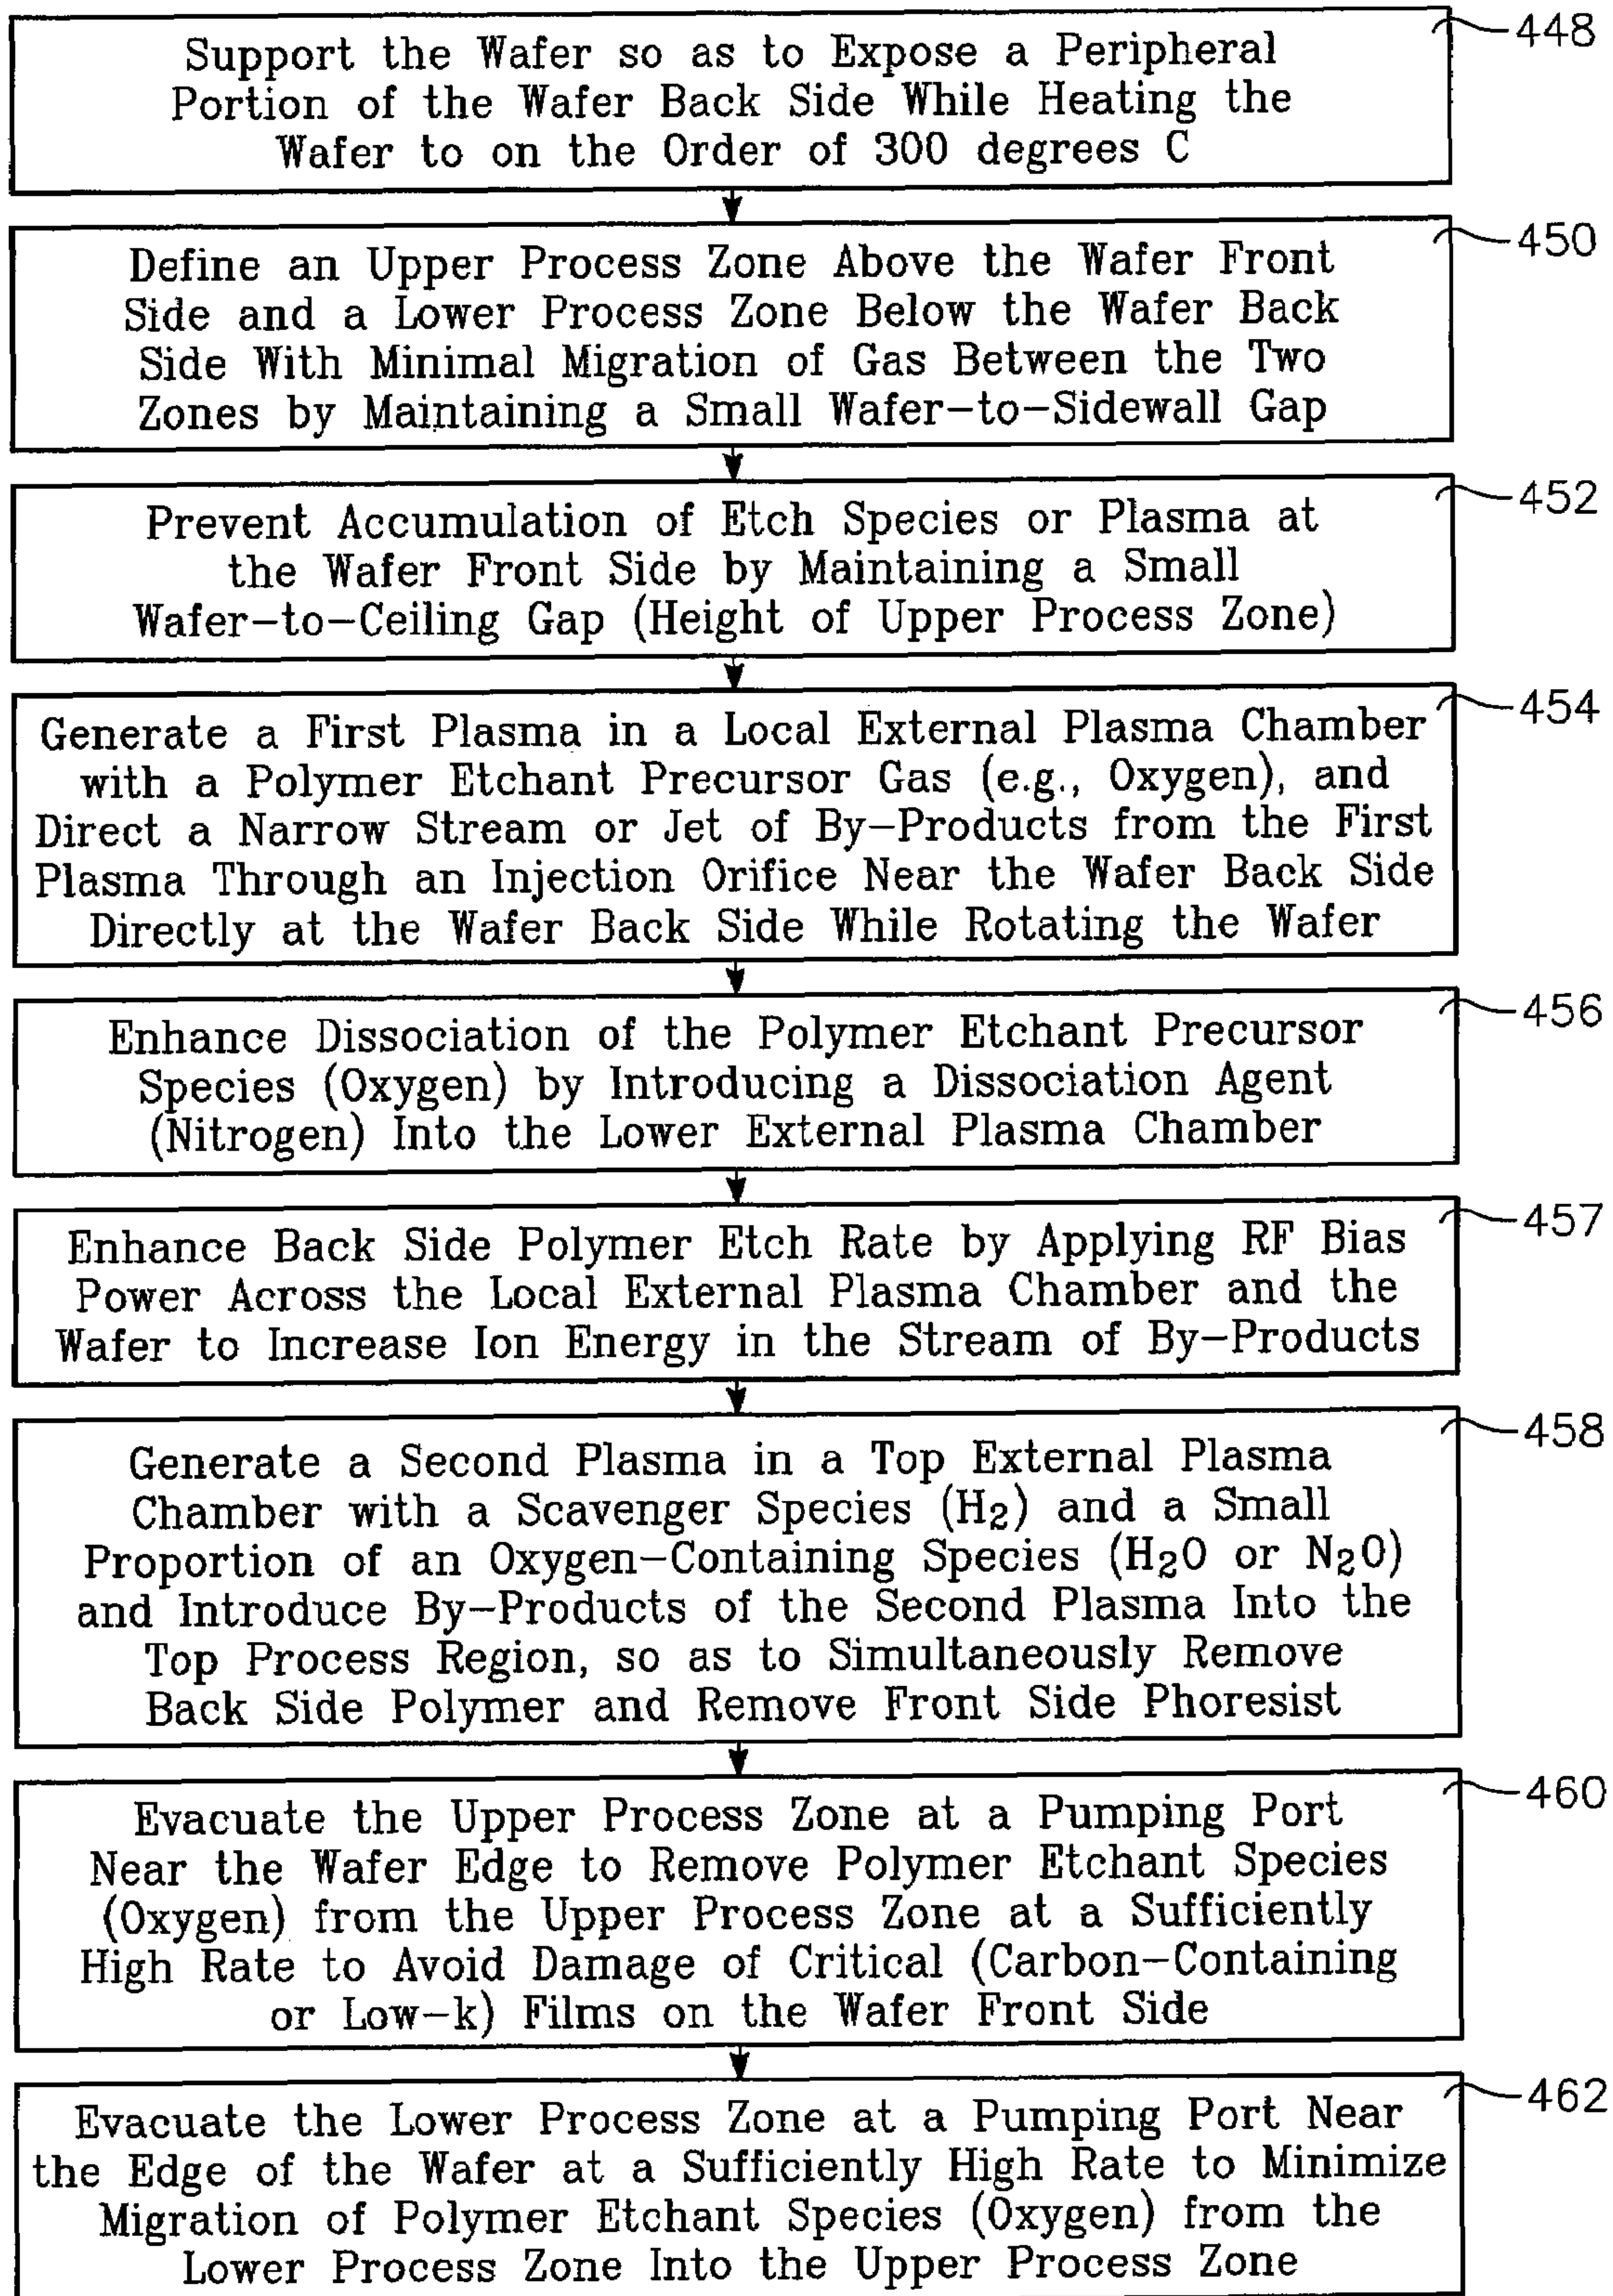 448
Support the Wafer so as to Expose a Peripheral
Portion of the Wafer Back Side While Heating the
Wafer to on the Order of 300 degrees C
450
Define an Upper Process Zone Above the Wafer Front
Side and a Lower Process Zone Below the Wafer Back
Side With Minimal Migration of Gas Between the Two
Zones by Maintaining a Small Wafer-to-Sidewall Gap
452
Prevent Accumulation of Etch Species or Plasma at
the Wafer Front Side by Maintaining a Small
Wafer-to-Ceiling Gap (Height of Upper Process Zone)
454
Generate a First Plasma in a Local External Plasma Chamber
with a Polymer Etchant Precursor Gas (e.g., Oxygen), and
Direct a Narrow Stream or Jet of By-Products from the First
Plasma Through an Injection Orifice Near the Wafer Back Side
Directly at the Wafer Back Side While Rotating the Wafer
456
Enhance Dissociation of the Polymer Etchant Precursor
Species (Oxygen) by Introducing a Dissociation Agent
(Nitrogen) Into the Lower External Plasma Chamber
457
Enhance Back Side Polymer Etch Rate by Applying RF Bias
Power Across the Local External Plasma Chamber and the
Wafer to Increase Ion Energy in the Stream of By-Products
458
Generate a Second Plasma in a Top External Plasma
Chamber with a Scavenger Species (H2) and a Small
Proportion of an Oxygen-Containing Species (H2O or N2O)
and Introduce By-Products of the Second Plasma Into the
Top Process Region, so as to Simultaneously Remove
Back Side Polymer and Remove Front Side Phoresist
460
Evacuate the Upper Process Zone at a Pumping Port
Near the Wafer Edge to Remove Polymer Etchant Species
(Oxygen) from the Upper Process Zone at a Sufficiently
High Rate to Avoid Damage of Critical (Carbon-Containing
or Low-k) Films on the Wafer Front Side
462
Evacuate the Lower Process Zone at a Pumping Port Near
the Edge of the Wafer at a Sufficiently High Rate to Minimize
Migration of Polymer Etchant Species (Oxygen) from the
Lower Process Zone Into the Upper Process Zone